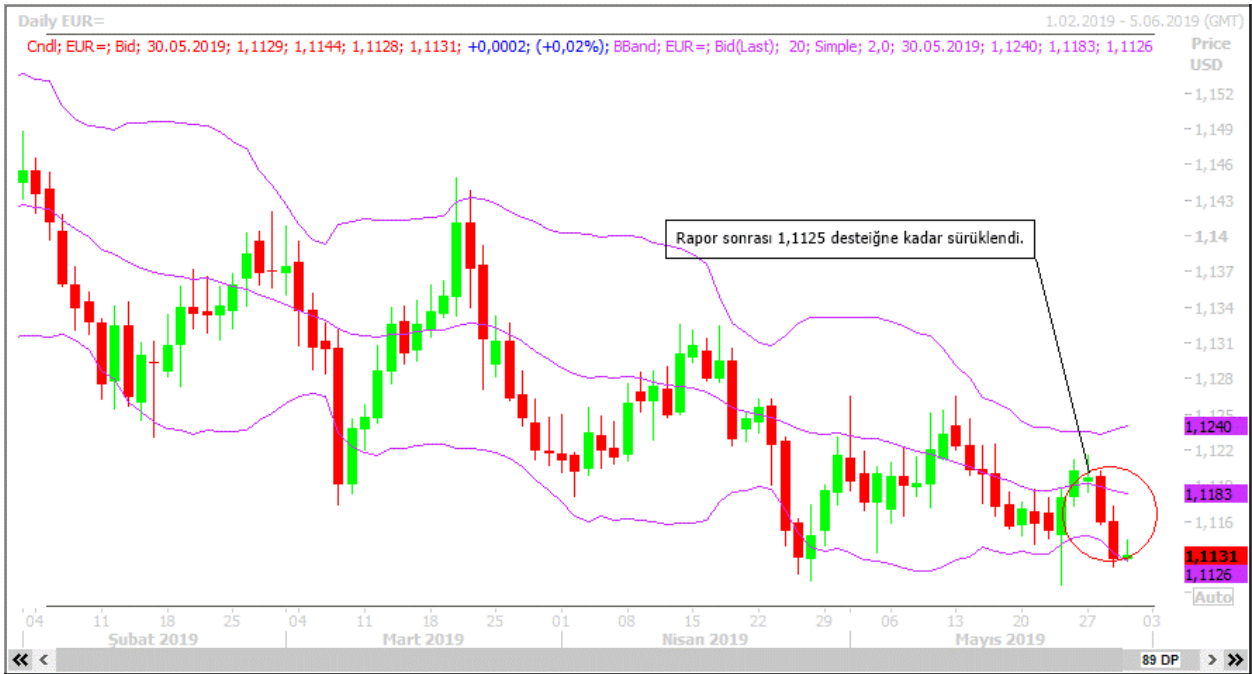 Daily EUR=
1.02.2019 - 5.06.2019 (GMT)
Cndl; EUR=; Bid; 30.05.2019; 1,1129; 1,1144; 1,1128; 1,1131; +0,0002; (+0,02%); BBand; EUR=; Bid(Last); 20; Simple; 2,0; 30.05.2019; 1,1240; 1,1183; 1,1126
Price
USD
1,152
1,149
1,146
1,143
1,14
1,137
1,134
1,131
1,128
1,125
1,1240
1,122
1,1183
1,116
1,1131
1,1126
Auto
Rapor sonrası 1,1125 desteiğne kadar sürüklendi.
04 11 18 25 04 11 18 25 01 08 15 22 29 06 13 20 27 03
Şubat 2019 Mart 2019 Nisan 2019 Mayıs 2019
89 DP